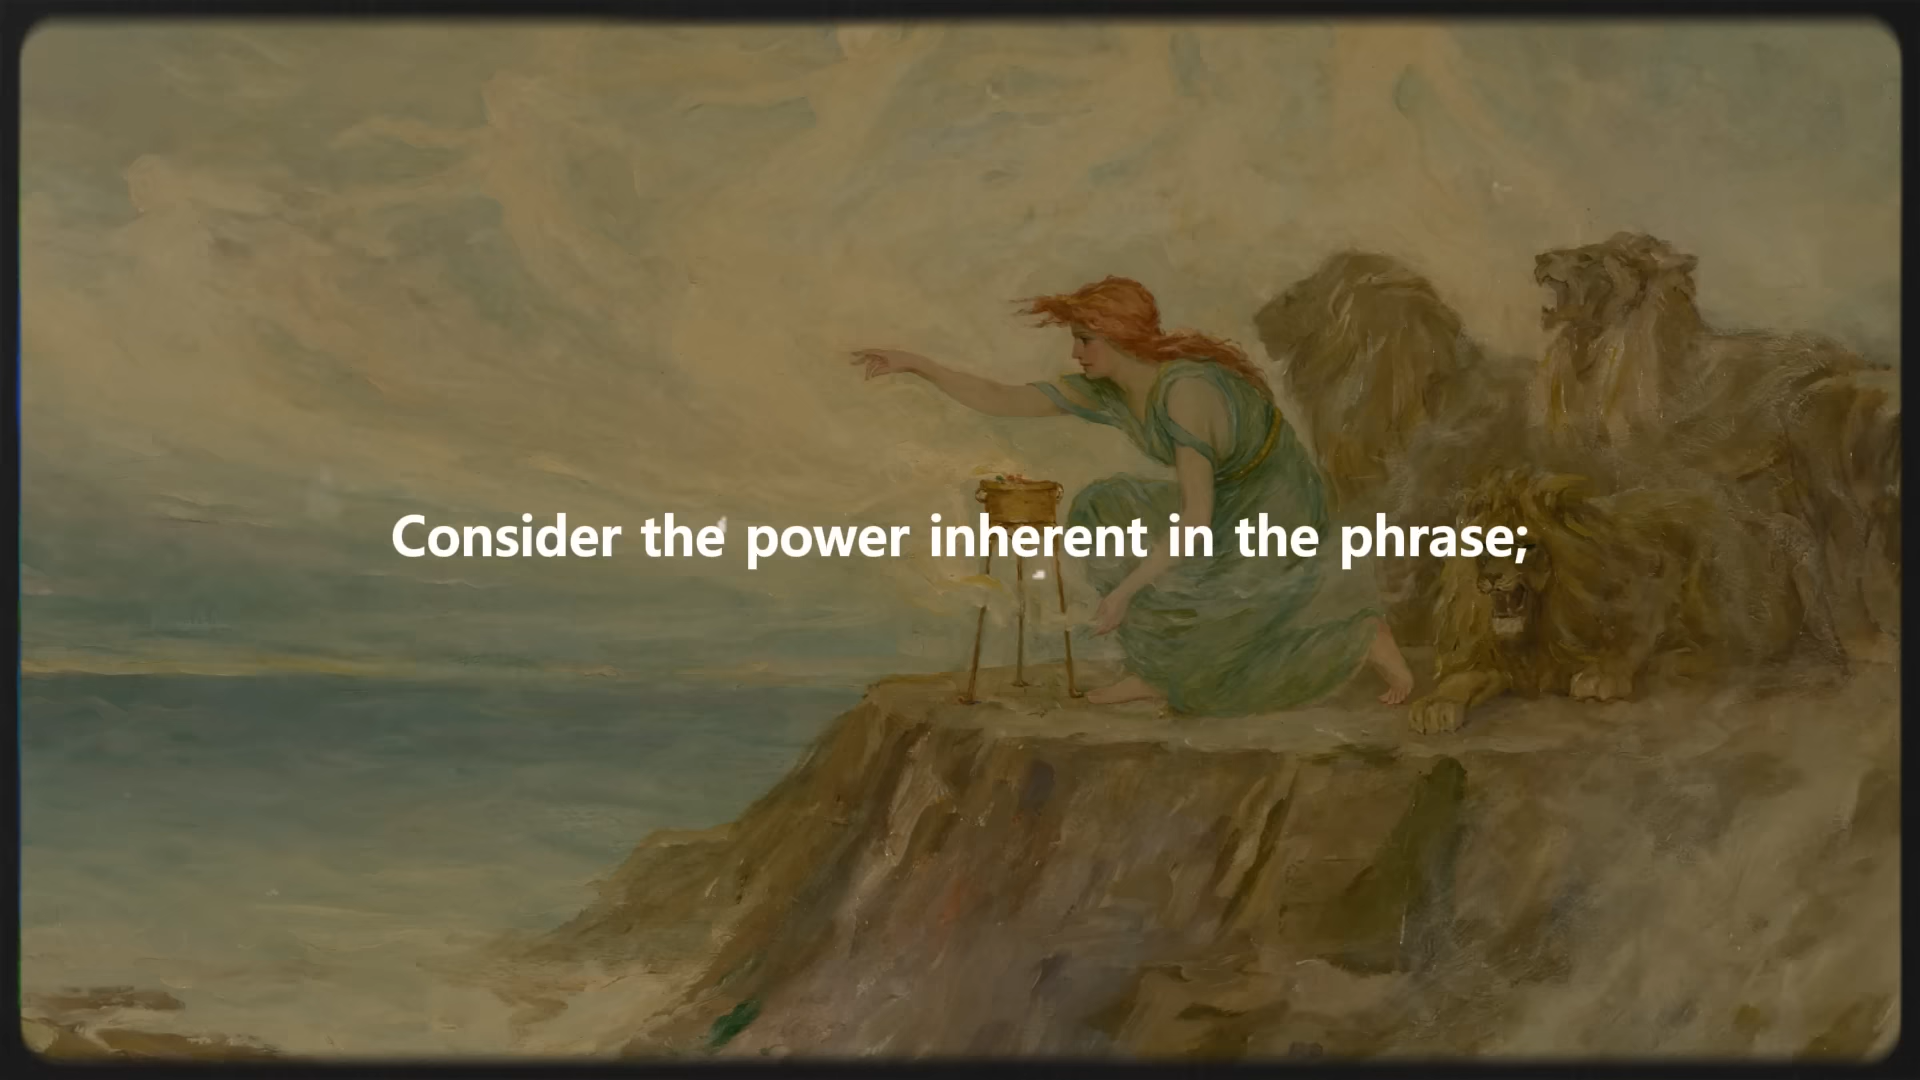 Consider the power inherent in the phrase;